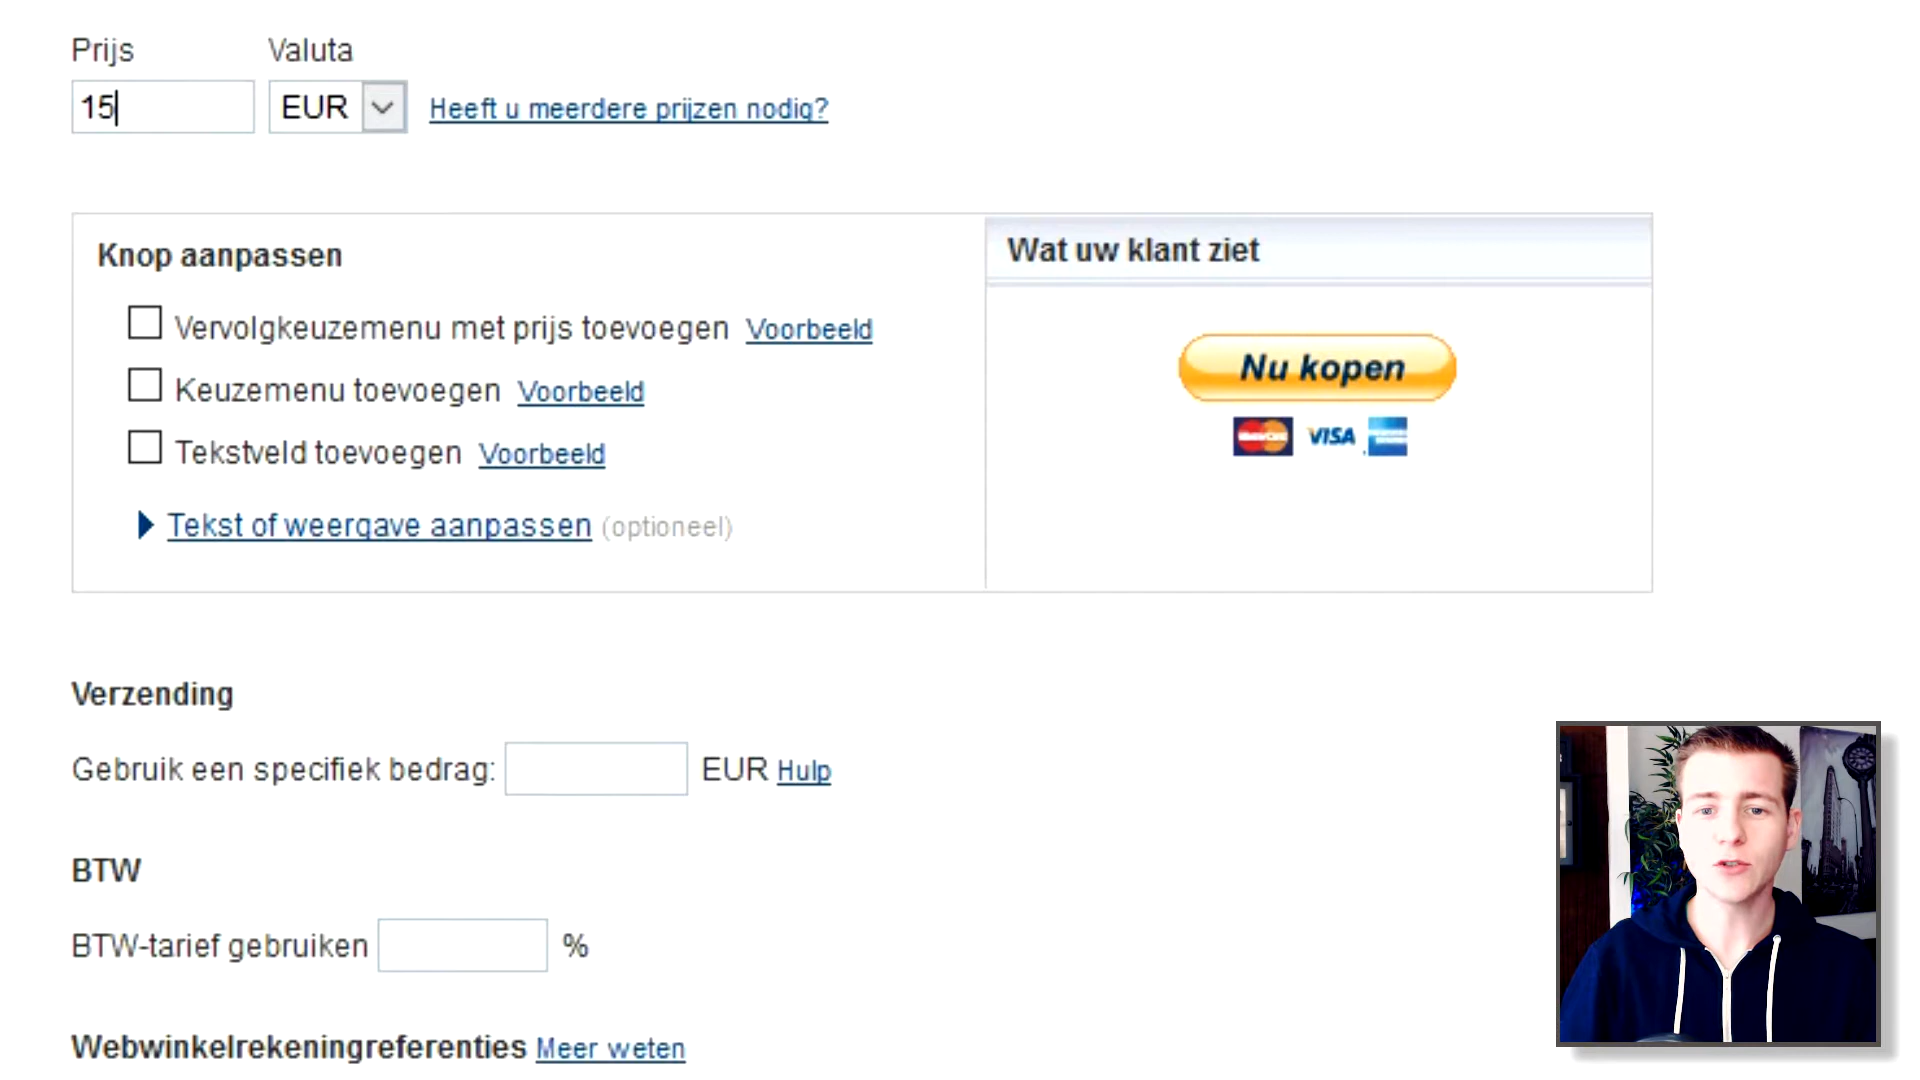 Prijs Valuta
15 EUR Heeft u meerdere prijzen nodig?
Knop aanpassen
Vervolgkeuzemenu met prijs toevoegen Voorbeeld
Keuzemenu toevoegen Voorbeeld
Tekstveld toevoegen Voorbeeld
Tekst of weergave aanpassen (optioneel)
Wat uw klant ziet
Nu kopen
VISA
Verzending
Gebruik een specifiek bedrag: EUR Hulp
BTW
BTW-tarief gebruiken %
Webwinkelrekeningreferenties Meer weten